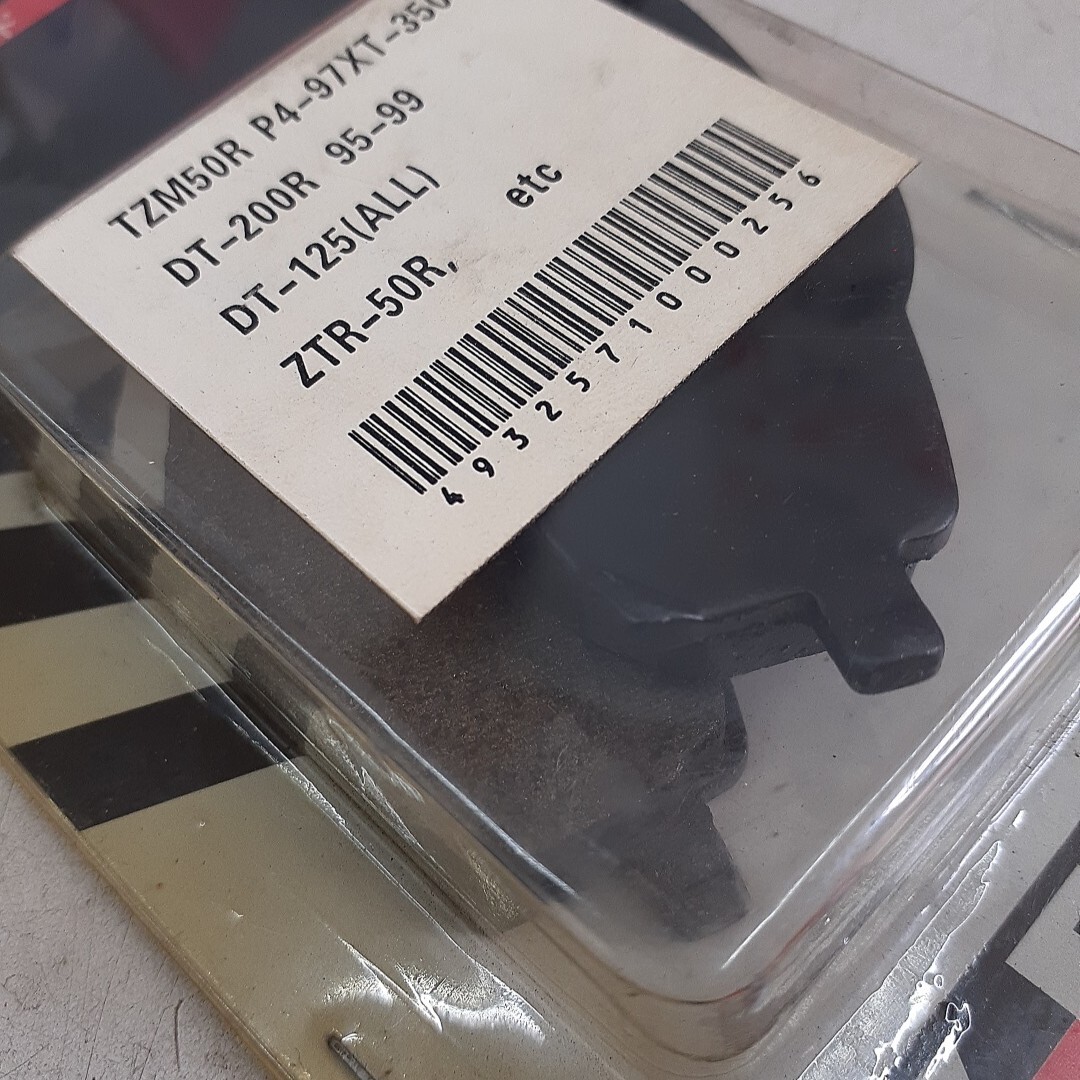 TZM50R P4-97XT-350
DT-200R 95-99
DT-125(ALL)
ZTR-50R, etc
4932571000256